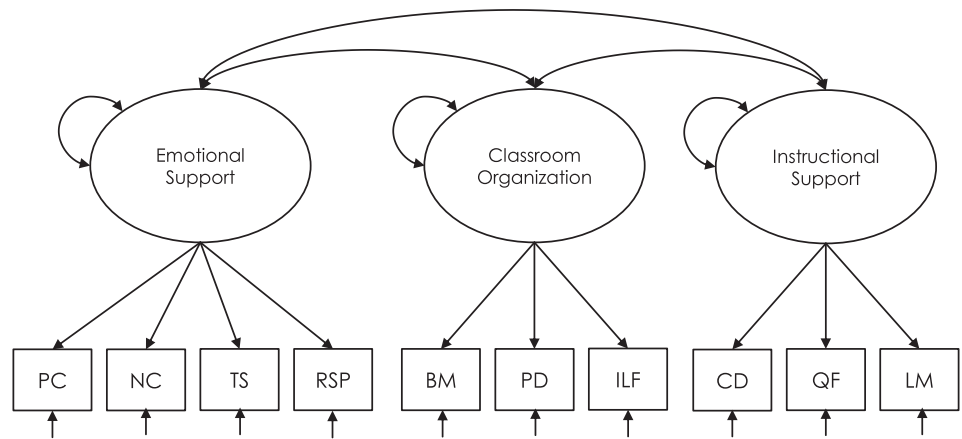 Emotional
Support
Classroom
Organization
Instructional
Support
PC
NC
TS
RSP
BM
PD
ILF
CD
QF
LM